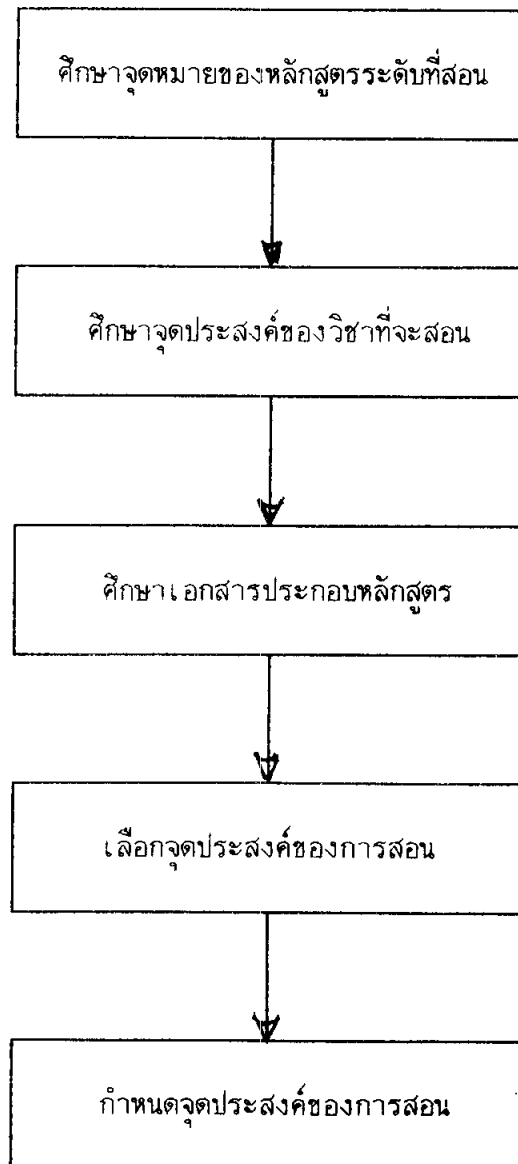 ศึกษาจุดหมายของหลักสูตรระดับที่สอน
ศึกษาจุดประสงค์ของวิชาที่จะสอน
ศึกษาเอกสารประกอบหลักสูตร
เลือกจุดประสงค์ของการสอน
กำหนดจุดประสงค์ของการสอน